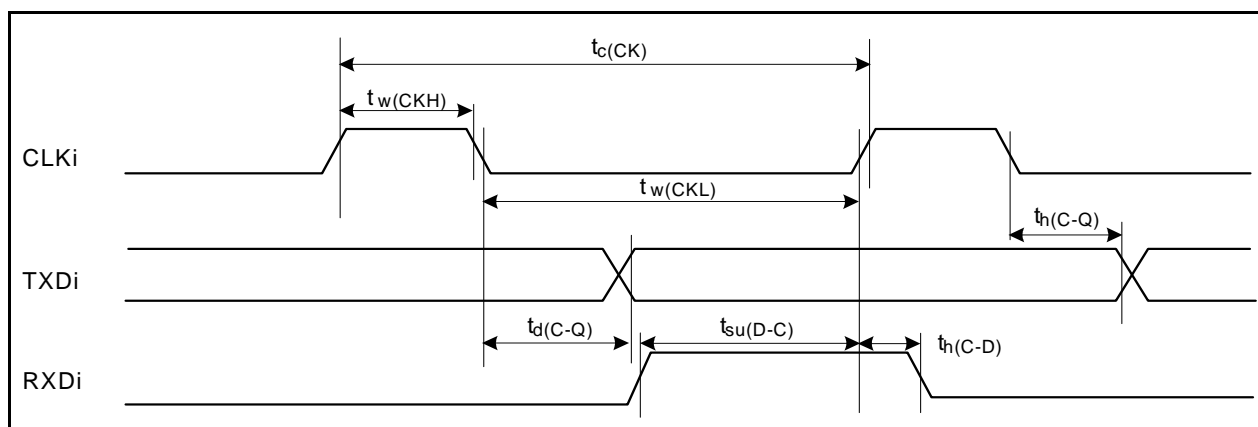 tc(CK)
tw(CKH)
CLKi
tw(CKL)
th(C-Q)
TXDi
td(C-Q)
tsu(D-C)
th(C-D)
RXDi